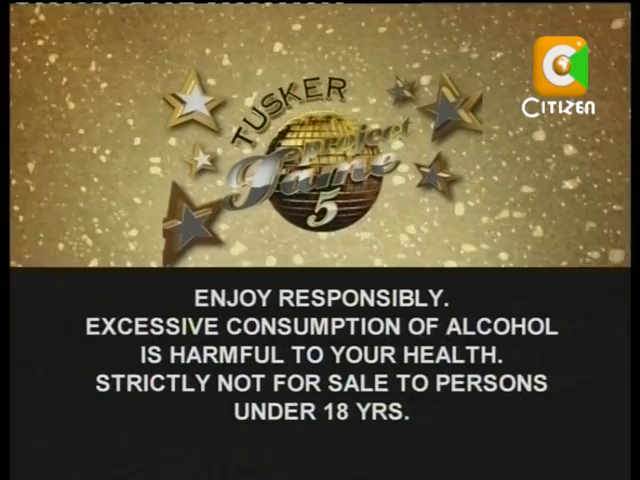 CITIZEN
TUSKER
project
Fame
5
ENJOY RESPONSIBLY.
EXCESSIVE CONSUMPTION OF ALCOHOL
IS HARMFUL TO YOUR HEALTH.
STRICTLY NOT FOR SALE TO PERSONS
UNDER 18 YRS.